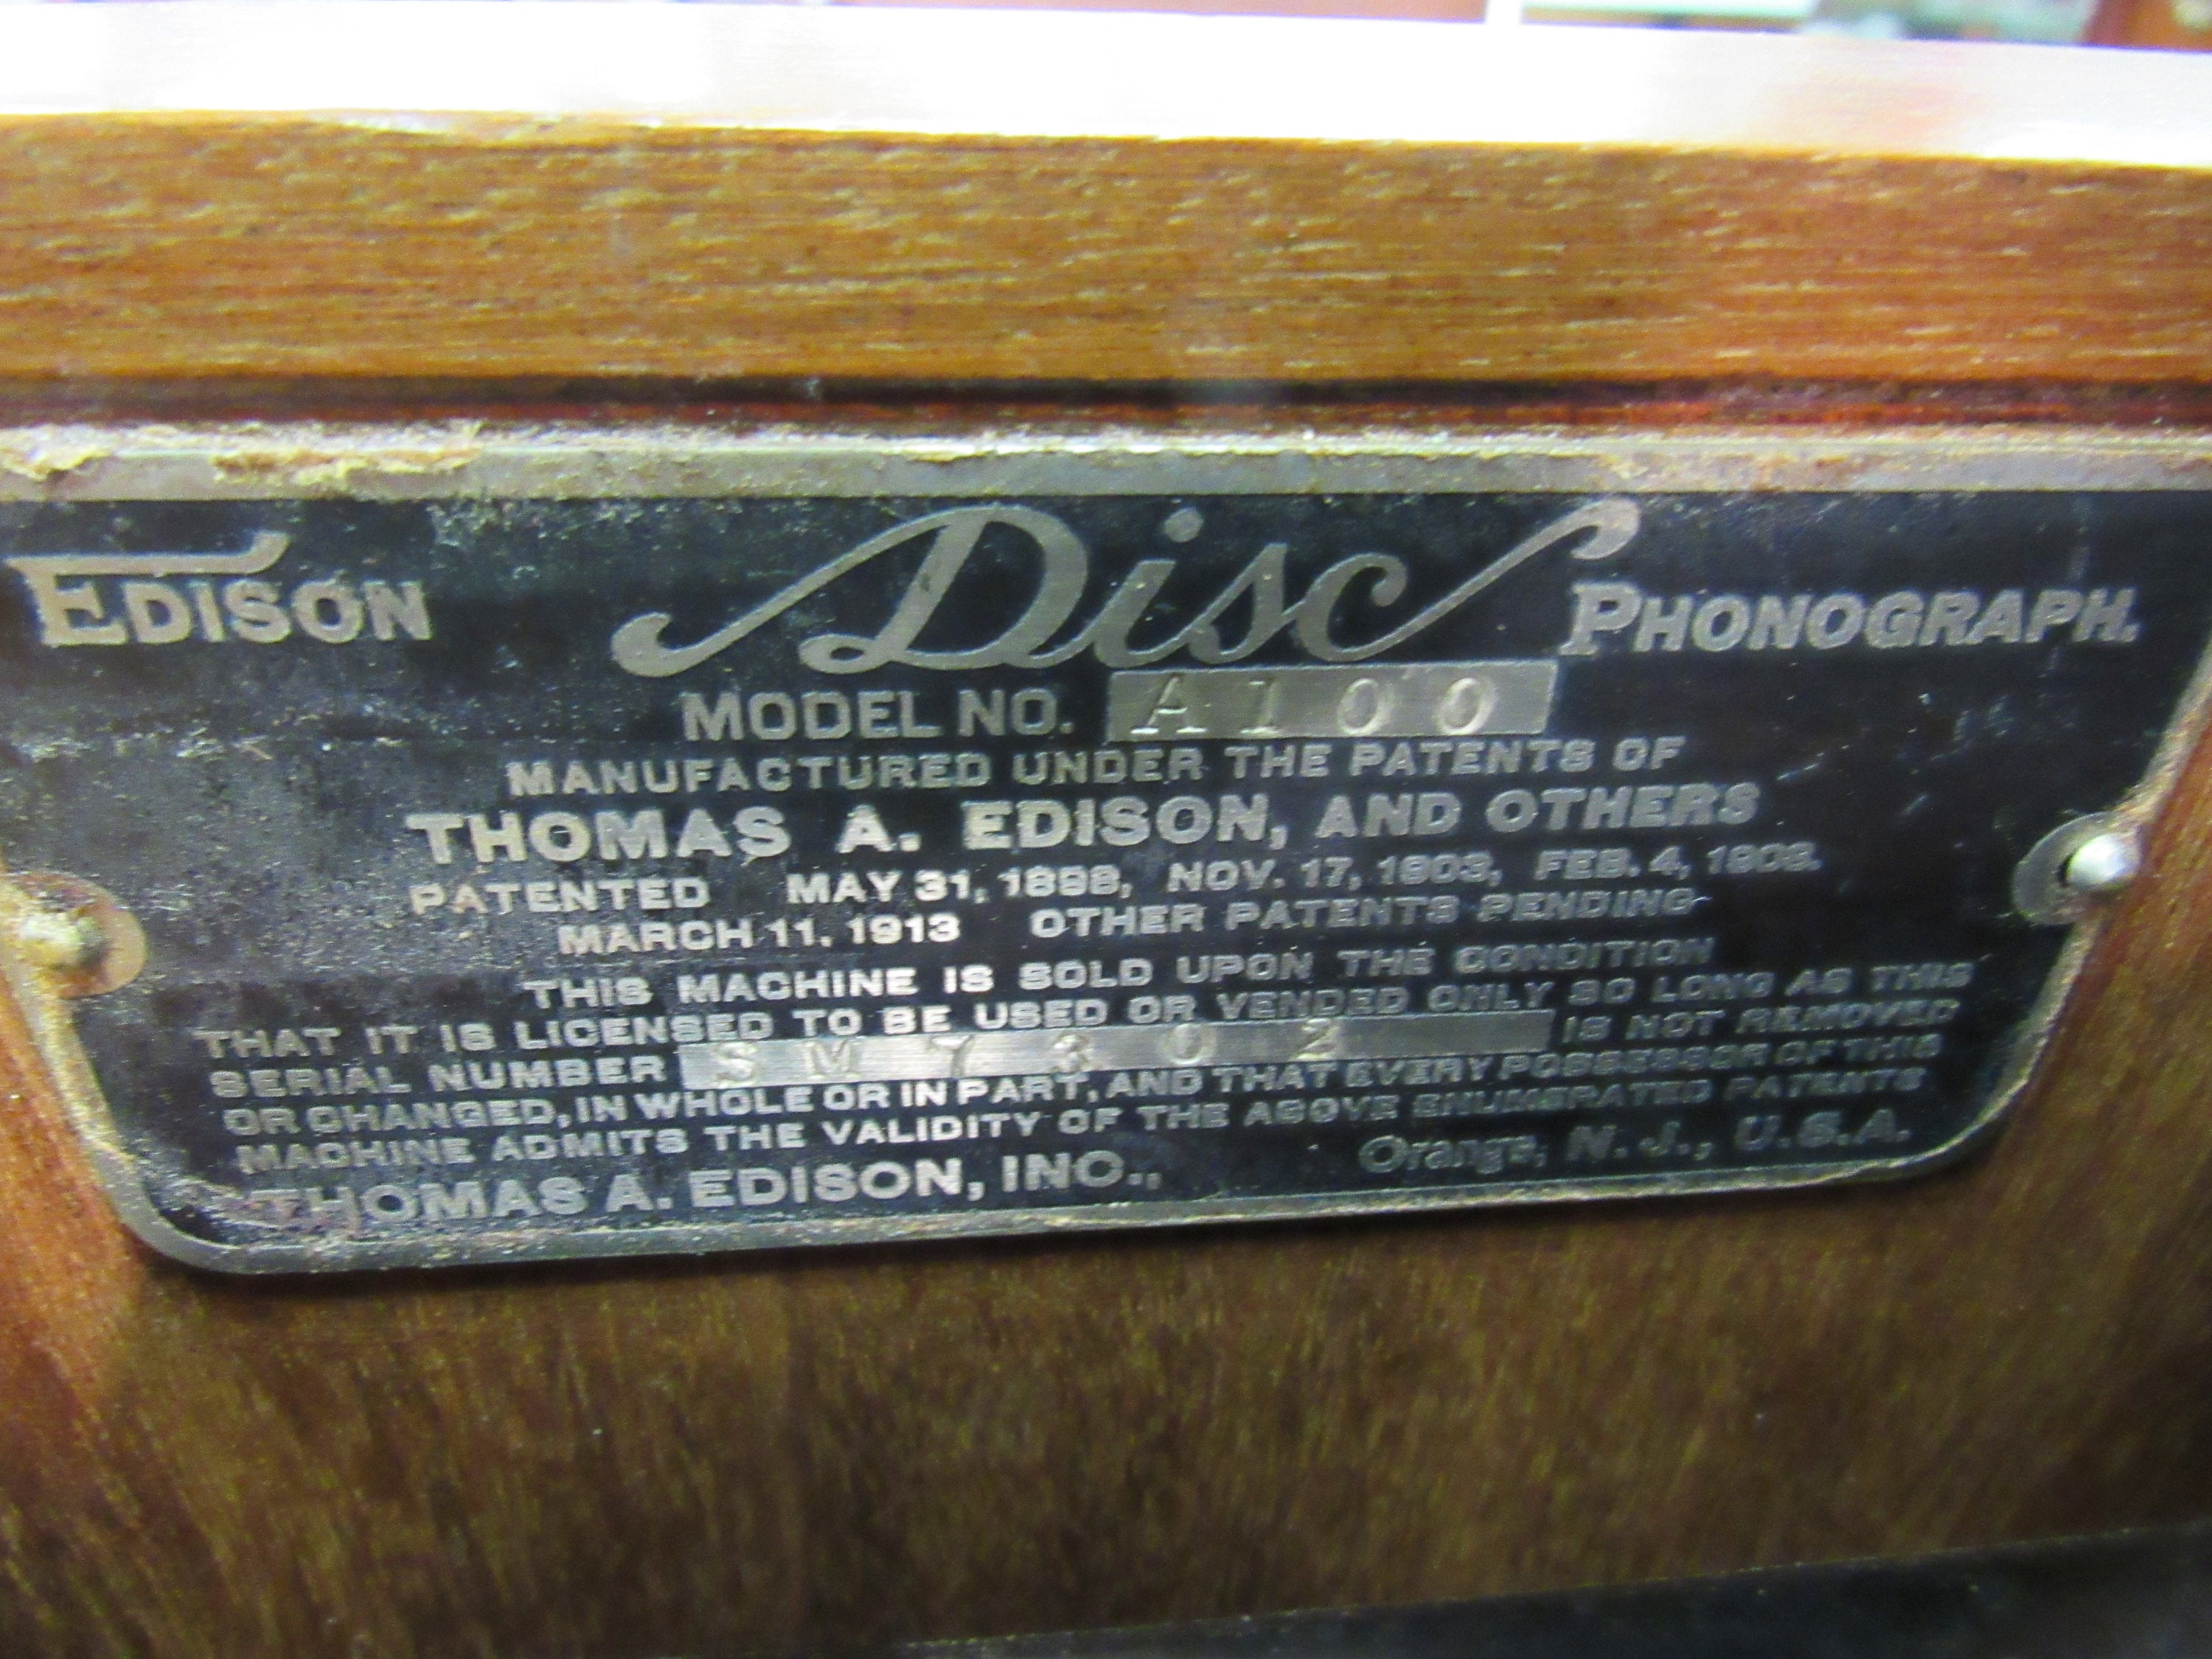 EDISON Disc PHONOGRAPH.
MODEL NO. A100
MANUFACTURED UNDER THE PATENTS OF
THOMAS A. EDISON, AND OTHERS
PATENTED MAY 31, 1898, NOV. 17, 1903, FEB. 4,
MARCH 11, 1913 OTHER PATENTS PENDING
THIS MACHINE IS SOLD UPON THE CONDITION
THAT IT IS LICENSED TO BE USED OR VENDED ONLY SO LONG AS THIS
SERIAL NUMBER SM 7302 IS NOT REMOVED
OR CHANGED, IN WHOLE OR IN PART, AND THAT EVERY POSSESSOR OF THIS
MACHINE ADMITS THE VALIDITY OF THE ABOVE ENUMERATED PATENTS
THOMAS A. EDISON, INC., Orange, N. J., U.S.A.